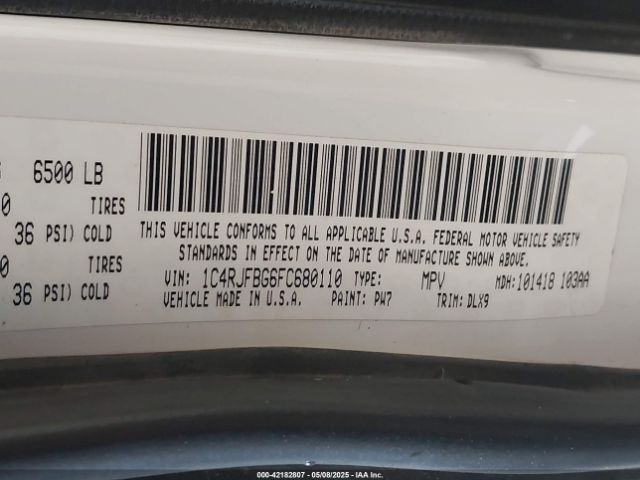 6500 LB
0 TIRES
36 PSI) COLD
0 TIRES
36 PSI) COLD
THIS VEHICLE CONFORMS TO ALL APPLICABLE U.S.A. FEDERAL MOTOR VEHICLE SAFETY
STANDARDS IN EFFECT ON THE DATE OF MANUFACTURE SHOWN ABOVE.
VIN: 1C4RJFBG6FC680110 TYPE: MPV MDH: 101418 103AA
VEHICLE MADE IN U.S.A. PAINT: PW7 TRIM: DLX9
000-42182807 | 05/08/2025 - © IAA Inc.